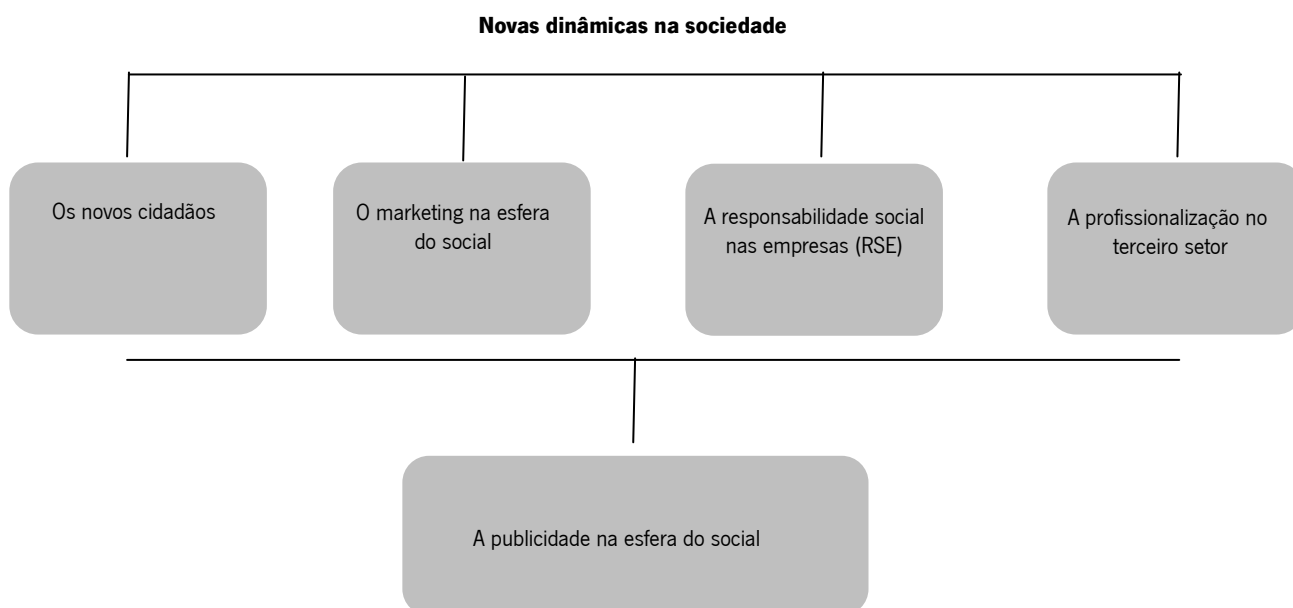 Novas dinâmicas na sociedade
Os novos cidadãos
O marketing na esfera
do social
A responsabilidade social
nas empresas (RSE)
A profissionalização no
terceiro setor
A publicidade na esfera do social